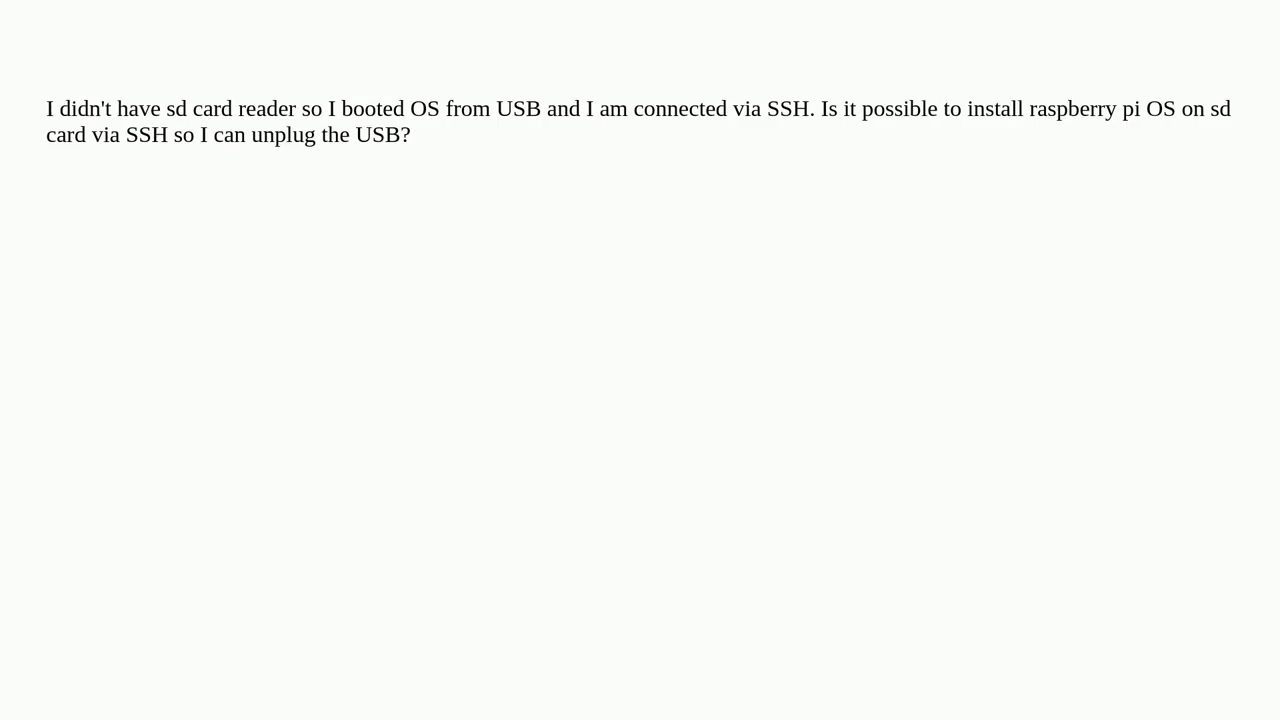 I didn't have sd card reader so I booted OS from USB and I am connected via SSH. Is it possible to install raspberry pi OS on sd
card via SSH so I can unplug the USB?